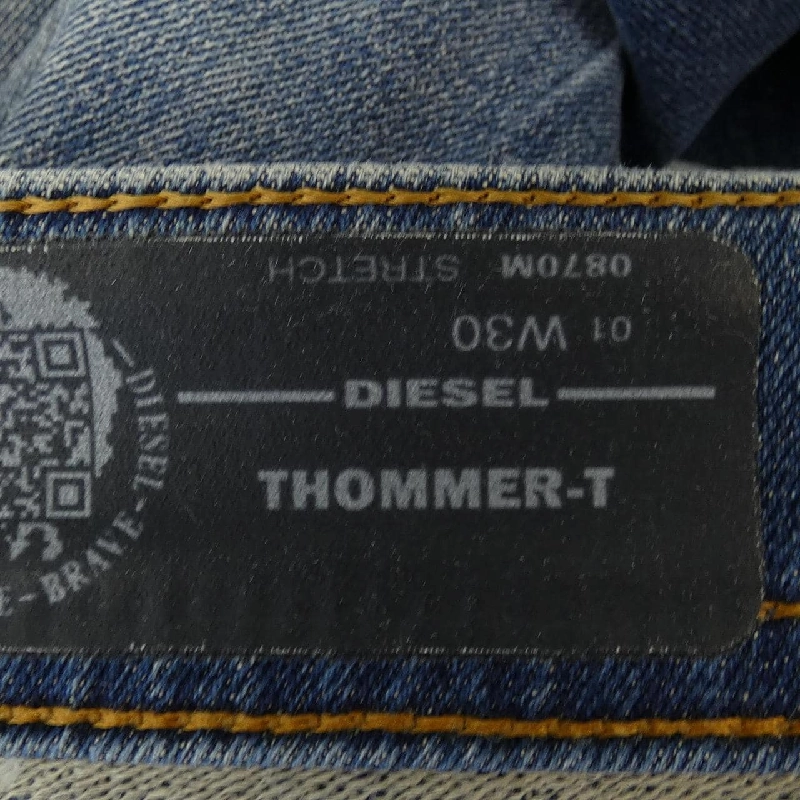 0870M STRETCH
01 W30
DIESEL
THOMMER-T
- DIESEL - BRAVE -